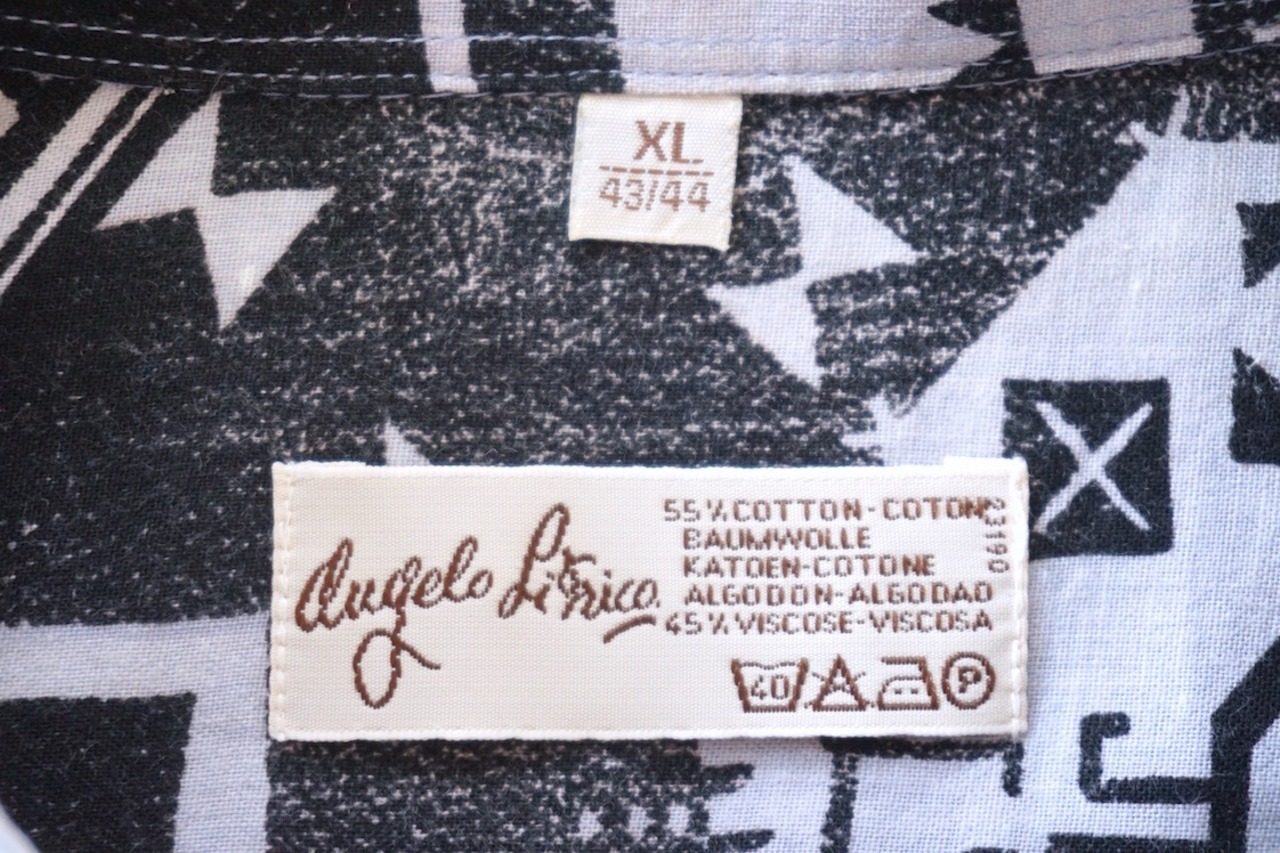 XL
43/44
Angelo Litrico
55% COTTON-COTON
BAUMWOLLE
KATOEN-COTONE
ALGODON-ALGODAO
45% VISCOSE-VISCOSA
40
P